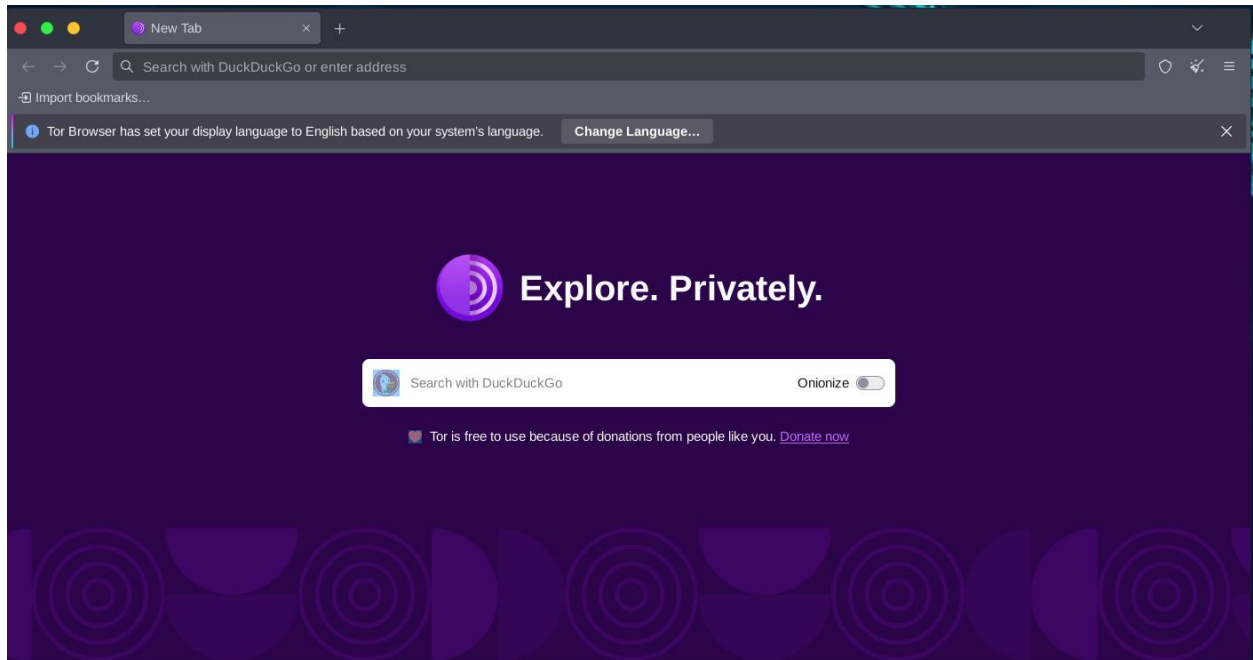 New Tab
Search with DuckDuckGo or enter address
Import bookmarks…
Tor Browser has set your display language to English based on your system’s language. Change Language…
Explore. Privately.
Search with DuckDuckGo Onionize
Tor is free to use because of donations from people like you. Donate now